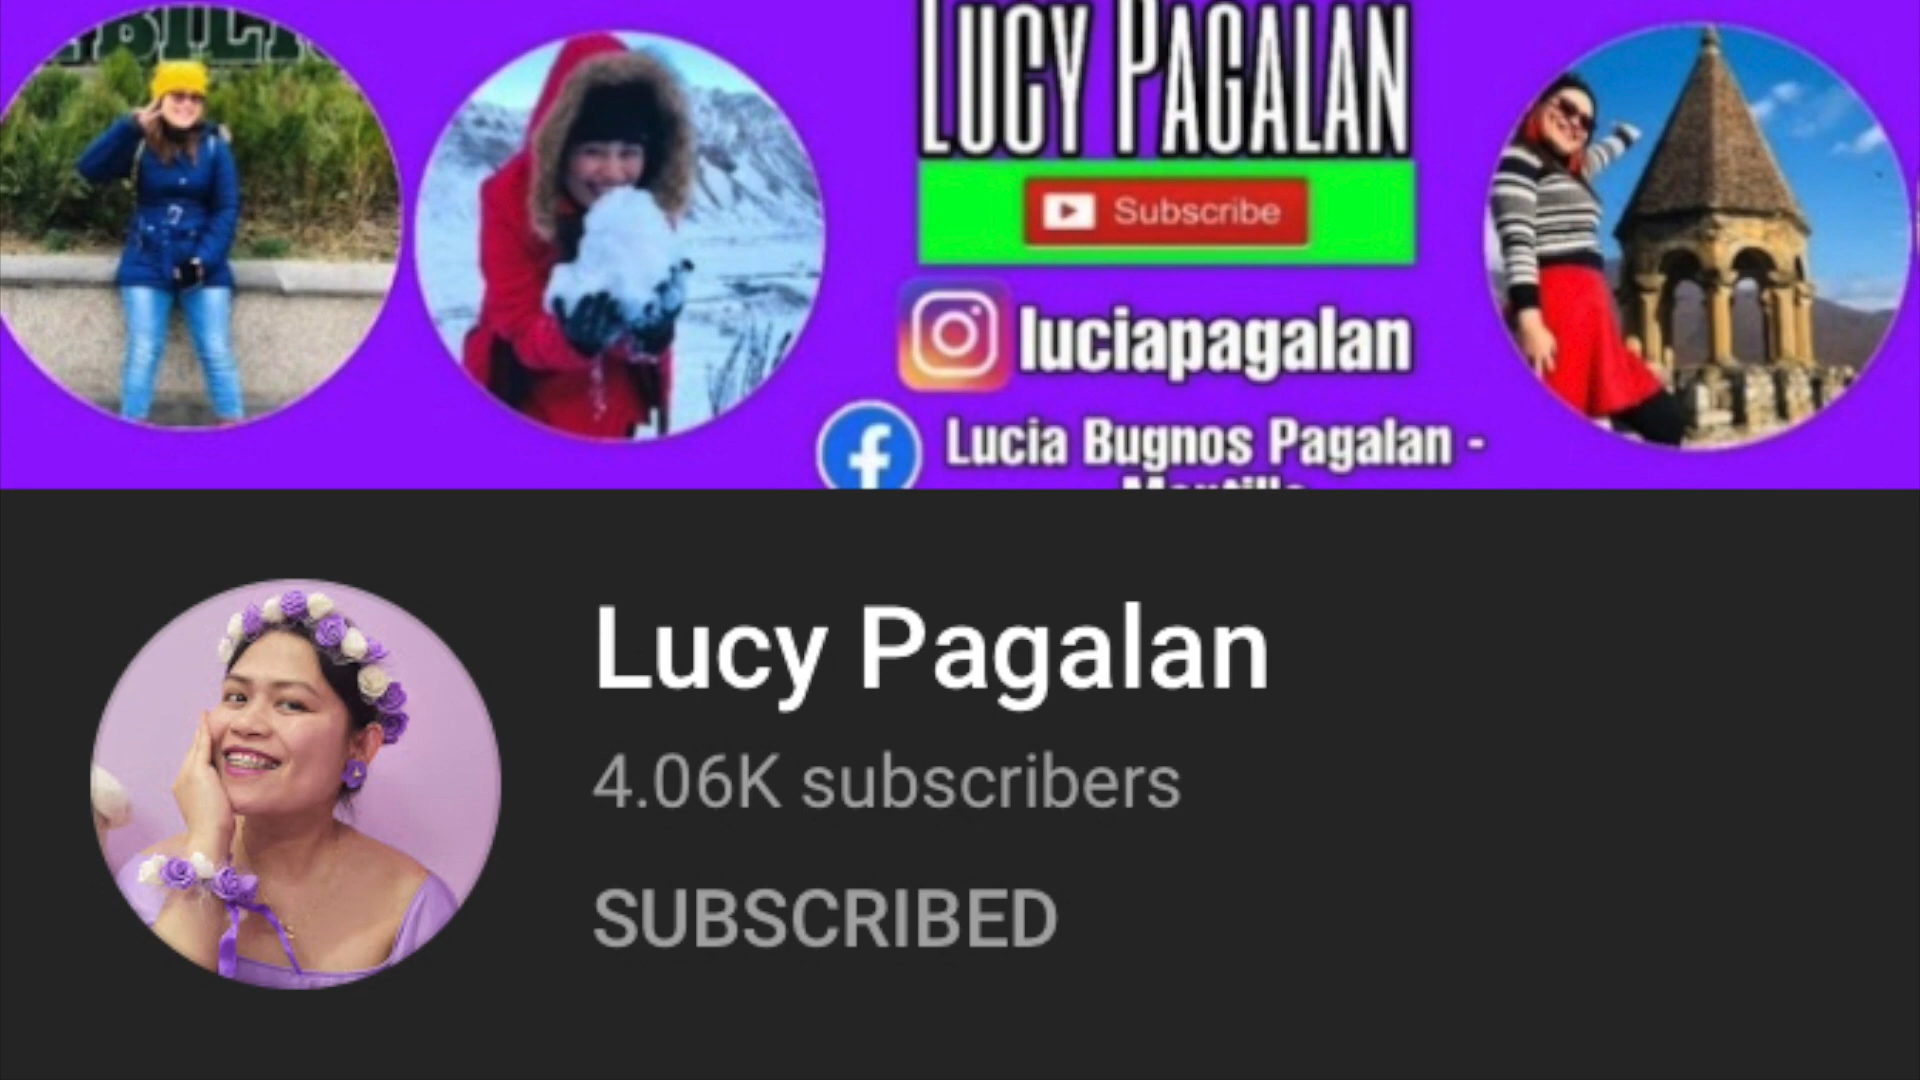 LUCY PAGALAN
Subscribe
luciapagalan
Lucia Bugnos Pagalan -
Lucy Pagalan
4.06K subscribers
SUBSCRIBED